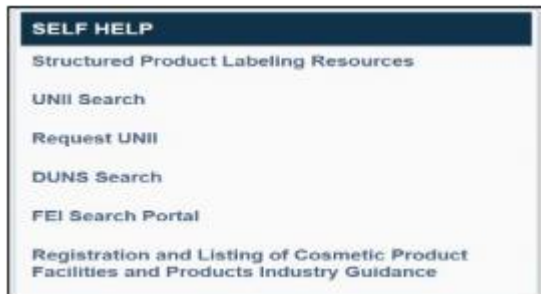 SELF HELP
Structured Product Labeling Resources
UNII Search
Request UNII
DUNS Search
FEI Search Portal
Registration and Listing of Cosmetic Product
Facilities and Products Industry Guidance